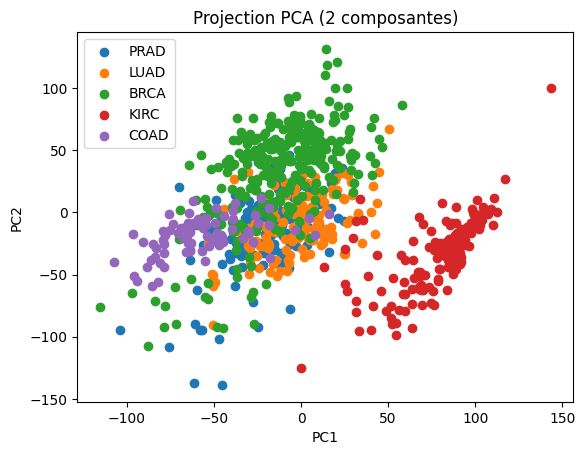 Projection PCA (2 composantes)
PRAD
LUAD
BRCA
KIRC
COAD
100
50
0
−50
−100
−150
PC2
−100
−50
0
50
100
150
PC1